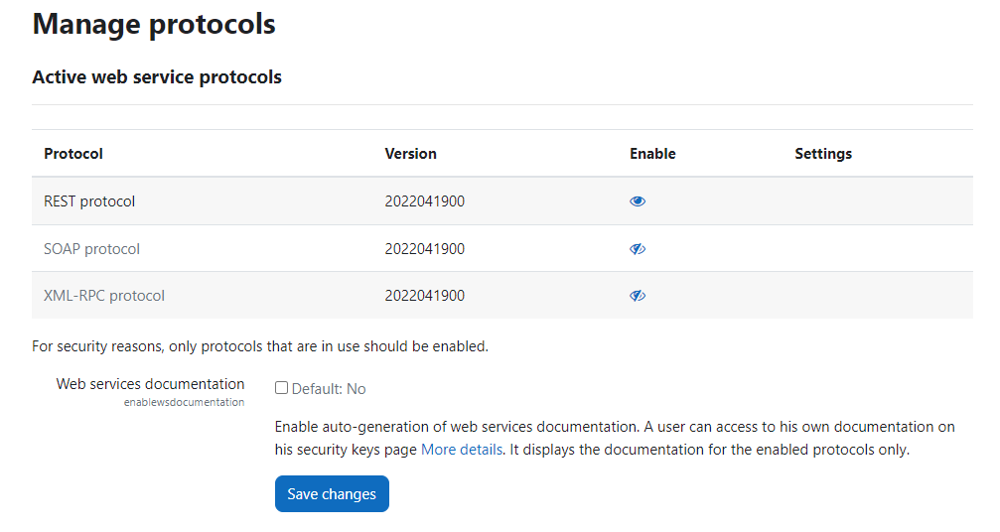 Manage protocols
Active web service protocols
Protocol Version Enable Settings
REST protocol 2022041900
SOAP protocol 2022041900
XML-RPC protocol 2022041900
For security reasons, only protocols that are in use should be enabled.
Web services documentation
enablewsdocumentation
Default: No
Enable auto-generation of web services documentation. A user can access to his own documentation on
his security keys page More details. It displays the documentation for the enabled protocols only.
Save changes